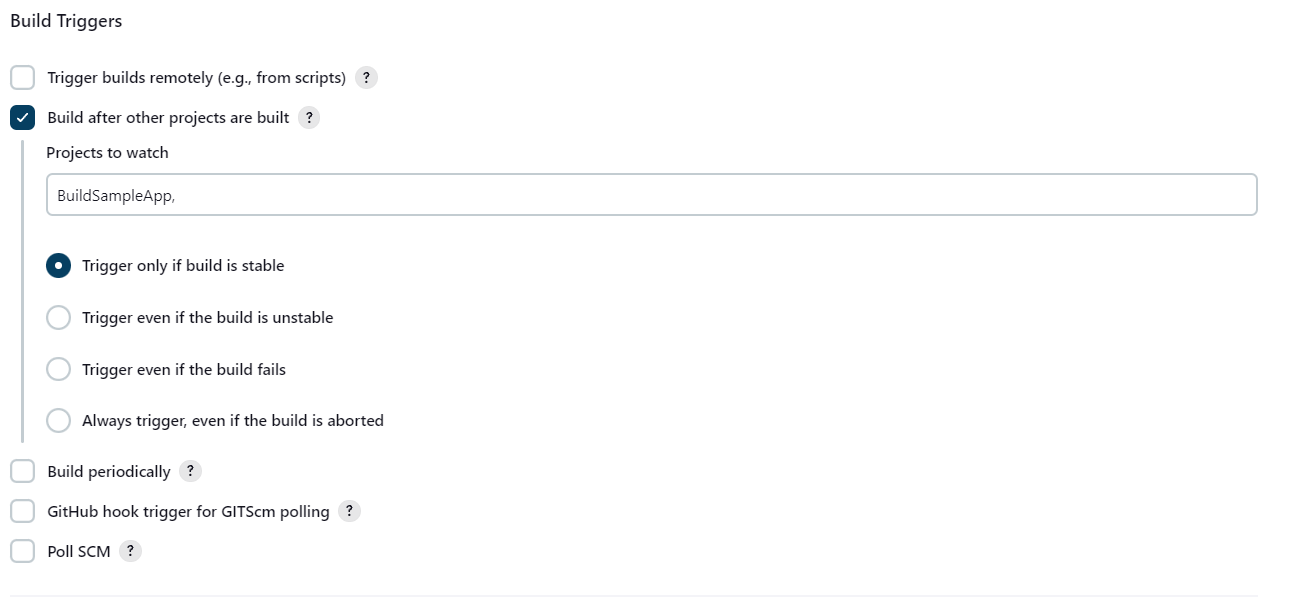 Build Triggers
Trigger builds remotely (e.g., from scripts) ?
Build after other projects are built ?
Projects to watch
BuildSampleApp,
Trigger only if build is stable
Trigger even if the build is unstable
Trigger even if the build fails
Always trigger, even if the build is aborted
Build periodically ?
GitHub hook trigger for GITScm polling ?
Poll SCM ?